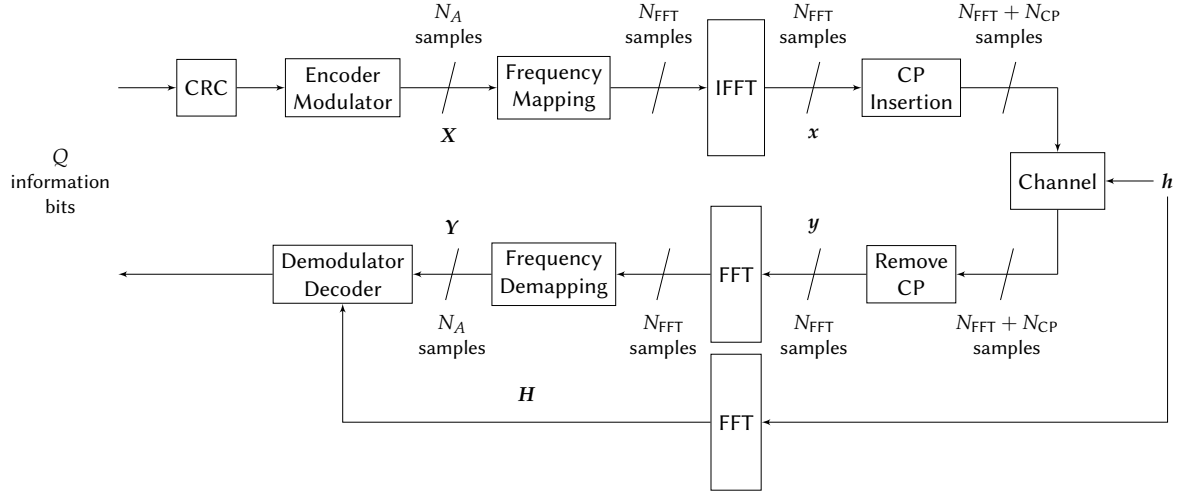 N_A
samples
N_FFT
samples
N_FFT
samples
N_FFT + N_CP
samples
CRC
Encoder
Modulator
Frequency
Mapping
IFFT
CP
Insertion
X
x
Q
information
bits
Channel
h
Y
y
Demodulator
Decoder
Frequency
Demapping
FFT
Remove
CP
N_A
samples
N_FFT
samples
N_FFT
samples
N_FFT + N_CP
samples
H
FFT